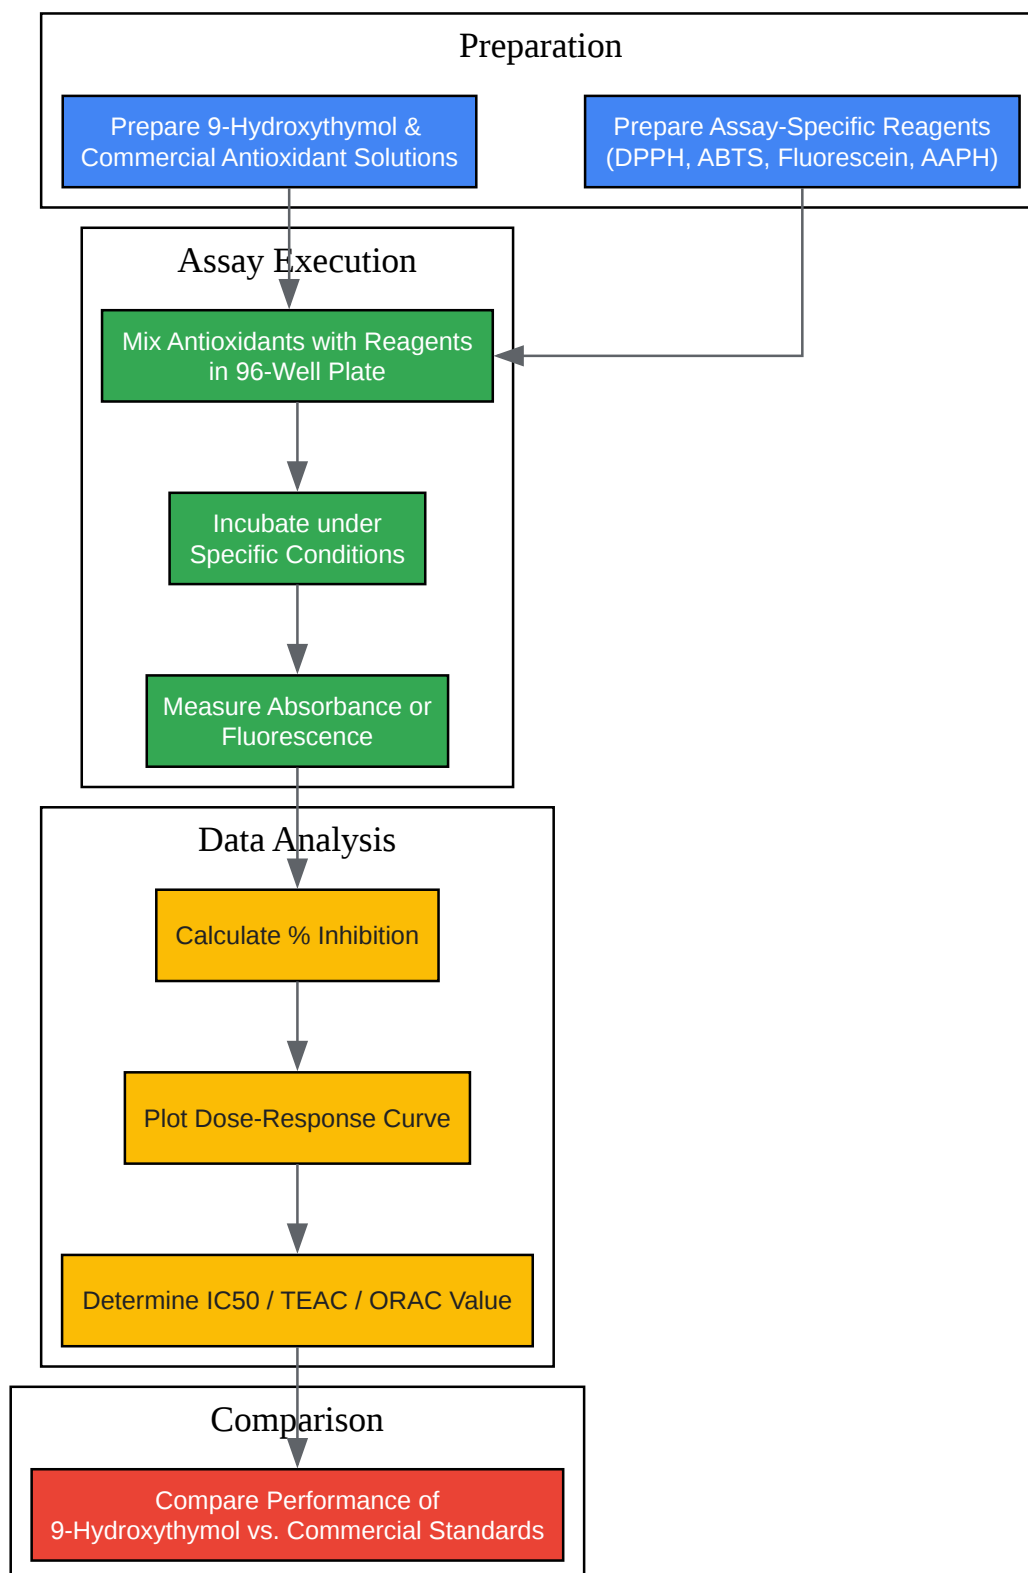 Preparation
Prepare 9-Hydroxythymol &
Commercial Antioxidant Solutions
Prepare Assay-Specific Reagents
(DPPH, ABTS, Fluorescein, AAPH)
Assay Execution
Mix Antioxidants with Reagents
in 96-Well Plate
Incubate under
Specific Conditions
Measure Absorbance or
Fluorescence
Data Analysis
Calculate % Inhibition
Plot Dose-Response Curve
Determine IC50 / TEAC / ORAC Value
Comparison
Compare Performance of
9-Hydroxythymol vs. Commercial Standards